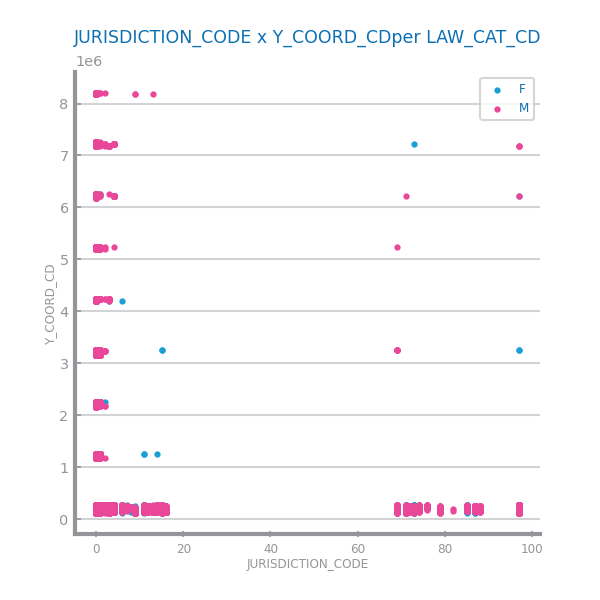 JURISDICTION_CODE x Y_COORD_CDper LAW_CAT_CD
1e6
F
M
8
7
6
5
4
3
2
1
0
Y_COORD_CD
0 20 40 60 80 100
JURISDICTION_CODE